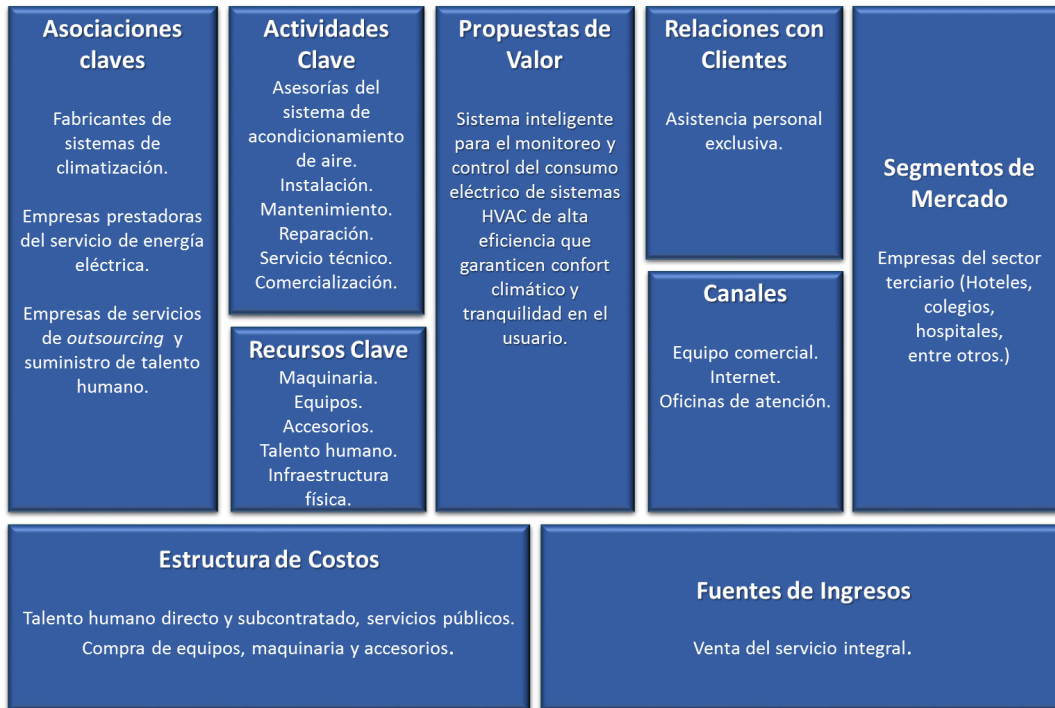 Asociaciones
claves
Fabricantes de
sistemas de
climatización.
Empresas prestadoras
del servicio de energía
eléctrica.
Empresas de servicios
de outsourcing y
suministro de talento
humano.
Actividades
Clave
Asesorías del
sistema de
acondicionamiento
de aire.
Instalación.
Mantenimiento.
Reparación.
Servicio técnico.
Comercialización.
Recursos Clave
Maquinaria.
Equipos.
Accesorios.
Talento humano.
Infraestructura
física.
Propuestas de
Valor
Sistema inteligente
para el monitoreo y
control del consumo
eléctrico de sistemas
HVAC de alta
eficiencia que
garanticen confort
climático y
tranquilidad en el
usuario.
Relaciones con
Clientes
Asistencia personal
exclusiva.
Canales
Equipo comercial.
Internet.
Oficinas de atención.
Segmentos de
Mercado
Empresas del sector
terciario (Hoteles,
colegios,
hospitales,
entre otros.)
Estructura de Costos
Talento humano directo y subcontratado, servicios públicos.
Compra de equipos, maquinaria y accesorios.
Fuentes de Ingresos
Venta del servicio integral.